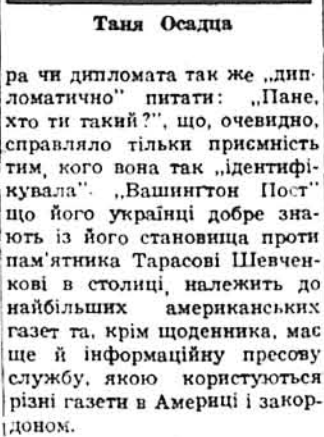 Таня Осадца
ра чи дипломата так же „дип-
ломатично” питати: „Пане,
хто ти такий?”, що, очевидно,
справляло тільки приємність
тим, кого вона так „ідентифі-
кувала”. „Вашингтон Пост”
що його українці добре зна-
ють із його становища проти
пам'ятника Тарасові Шевчен-
кові в столиці, належить до
найбільших американських
газет та, крім щоденника, має
ще й інформаційну пресову
службу, якою користуються
різні газети в Америці і закор-
доном.